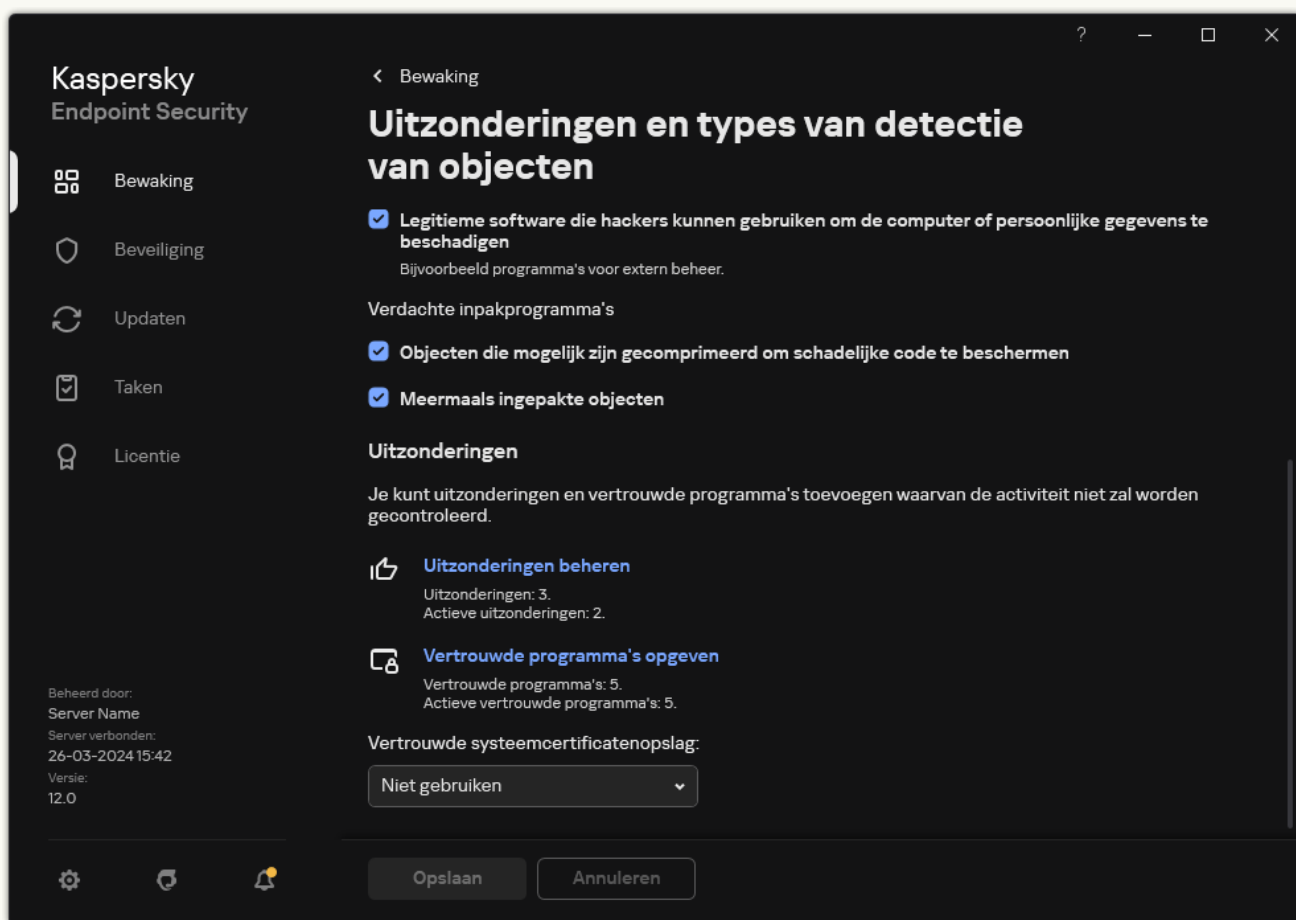 ?
Kaspersky
Endpoint Security
Bewaking
Beveiliging
Updaten
Taken
Licentie
Beheerd door:
Server Name
Server verbonden:
26-03-2024 15:42
Versie:
12.0
Bewaking
Uitzonderingen en types van detectie
van objecten
Legitieme software die hackers kunnen gebruiken om de computer of persoonlijke gegevens te
beschadigen
Bijvoorbeeld programma's voor extern beheer.
Verdachte inpakprogramma's
Objecten die mogelijk zijn gecomprimeerd om schadelijke code te beschermen
Meermaals ingepakte objecten
Uitzonderingen
Je kunt uitzonderingen en vertrouwde programma's toevoegen waarvan de activiteit niet zal worden
gecontroleerd.
Uitzonderingen beheren
Uitzonderingen: 3.
Actieve uitzonderingen: 2.
Vertrouwde programma's opgeven
Vertrouwde programma's: 5.
Actieve vertrouwde programma's: 5.
Vertrouwde systeemcertificatenopslag:
Niet gebruiken
Opslaan
Annuleren